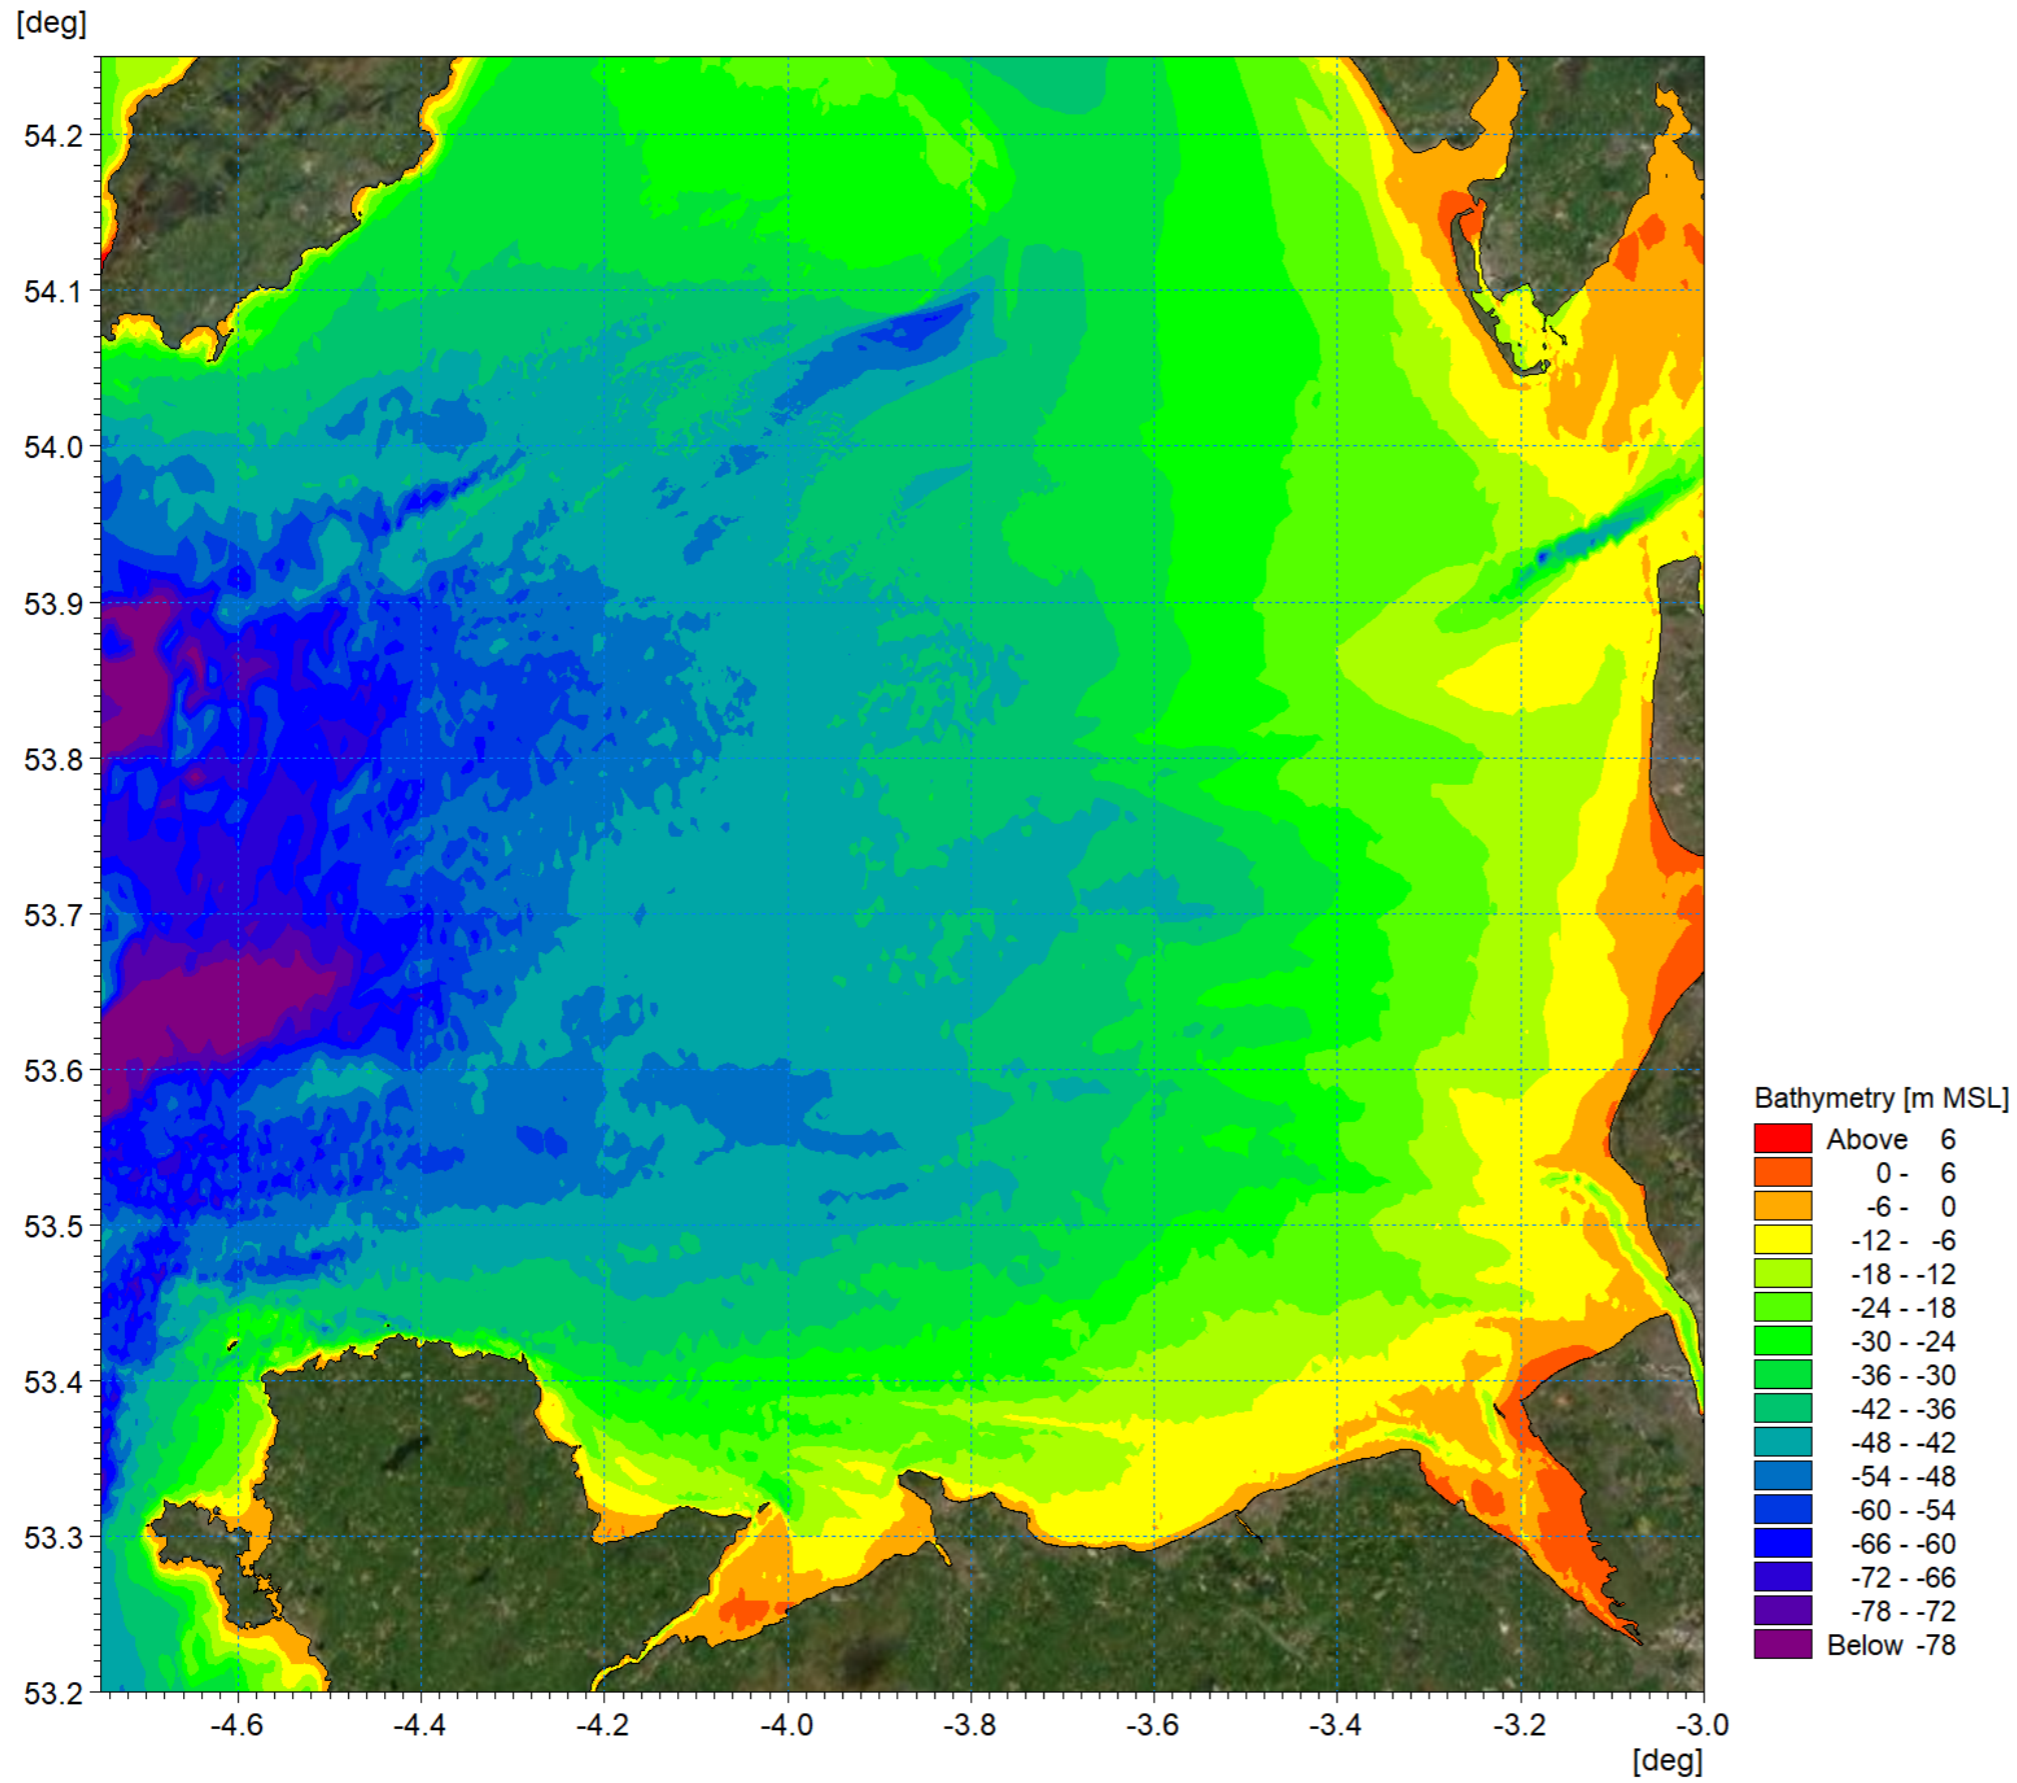 [deg]
54.2
54.1
54.0
53.9
53.8
53.7
53.6
53.5
53.4
53.3
53.2
-4.6 -4.4 -4.2 -4.0 -3.8 -3.6 -3.4 -3.2 -3.0
[deg]
Bathymetry [m MSL]
Above 6
0 - 6
-6 - 0
-12 - -6
-18 - -12
-24 - -18
-30 - -24
-36 - -30
-42 - -36
-48 - -42
-54 - -48
-60 - -54
-66 - -60
-72 - -66
-78 - -72
Below -78